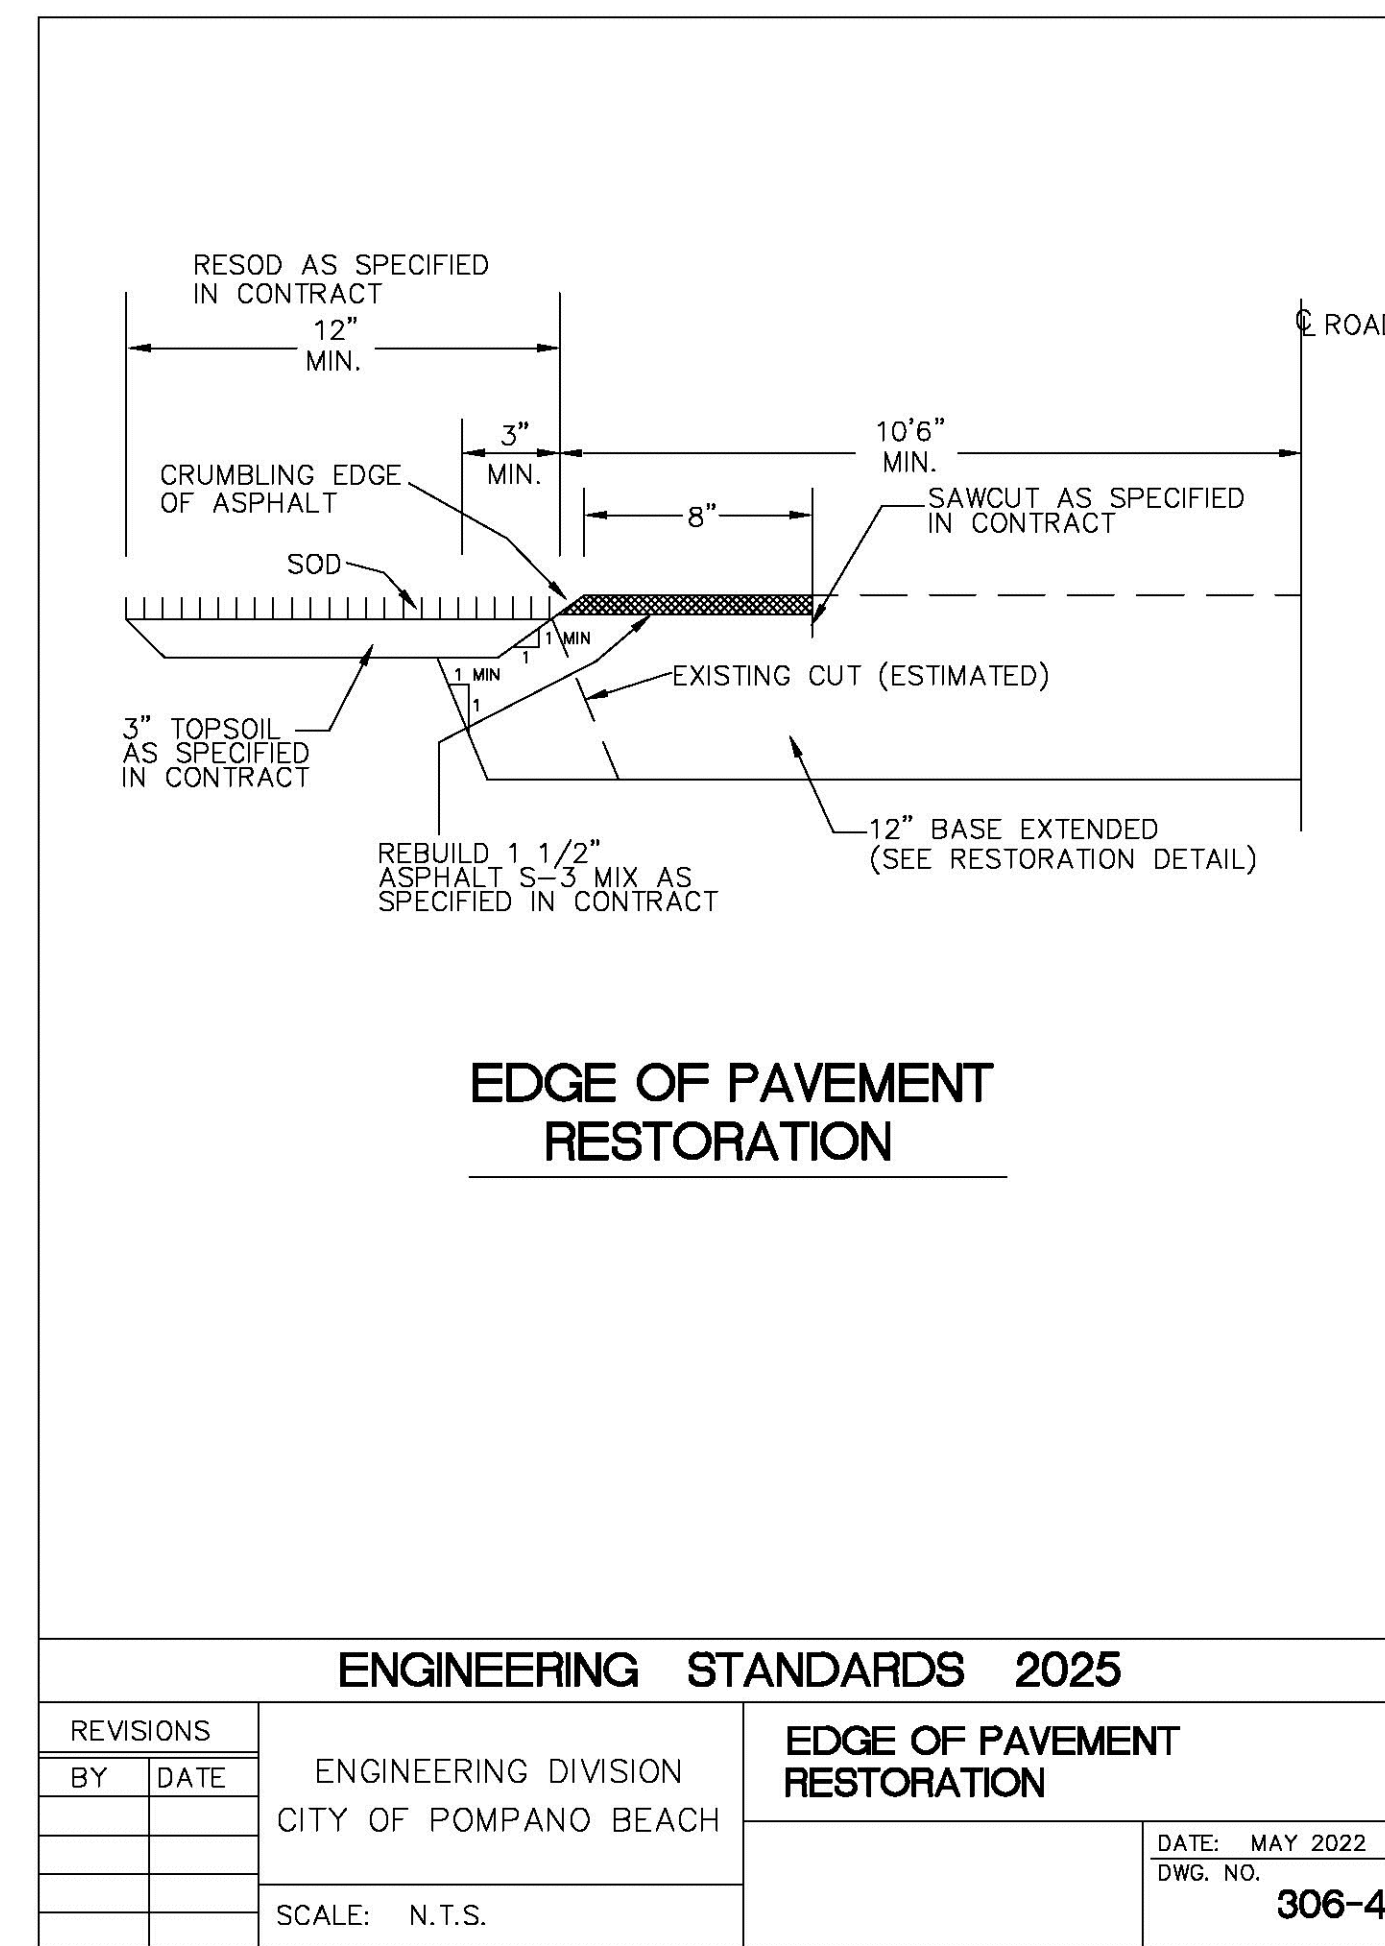 RESOD AS SPECIFIED
IN CONTRACT
12"
MIN.
℄ ROAD
3"
MIN.
10'6"
MIN.
CRUMBLING EDGE
OF ASPHALT
8"
SAWCUT AS SPECIFIED
IN CONTRACT
SOD
1 MIN
1
1 MIN
1
EXISTING CUT (ESTIMATED)
3" TOPSOIL
AS SPECIFIED
IN CONTRACT
12" BASE EXTENDED
(SEE RESTORATION DETAIL)
REBUILD 1 1/2"
ASPHALT S-3 MIX AS
SPECIFIED IN CONTRACT
EDGE OF PAVEMENT
RESTORATION
ENGINEERING STANDARDS 2025
REVISIONS
BY DATE
ENGINEERING DIVISION
CITY OF POMPANO BEACH
SCALE: N.T.S.
EDGE OF PAVEMENT
RESTORATION
DATE: MAY 2022
DWG. NO.
306-4